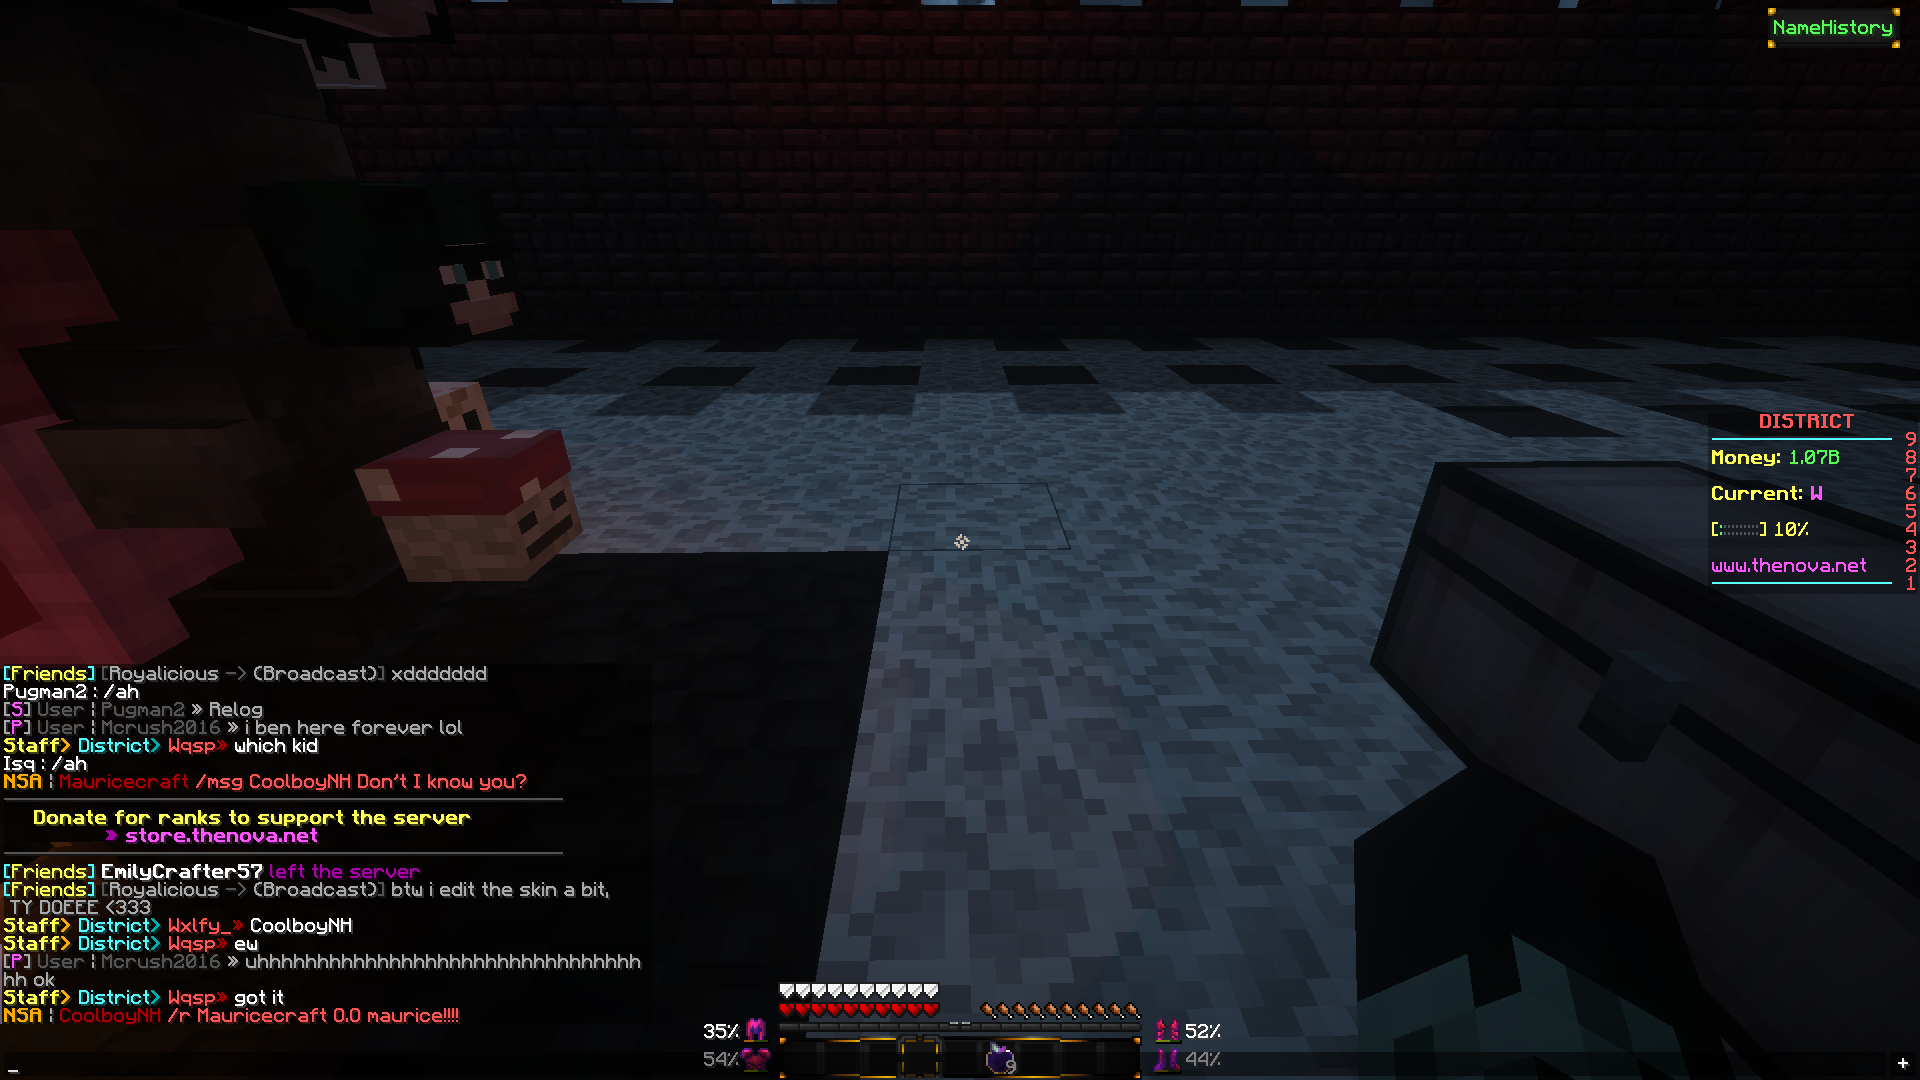 NameHistory
DISTRICT
9
Money: 1.07B
8
7
Current: W
6
5
[::::::::::] 10%
4
3
www.thenova.net
2
1
[Friends] [Royalicious -> (Broadcast)] xddddddd
Pugman2 : /ah
[S] User ¦ Pugman2 » Relog
[P] User ¦ Mcrush2016 » i ben here forever lol
Staff> District> Wqsp» which kid
Isq : /ah
NSA ¦ Mauricecraft /msg CoolboyNH Don't I know you?
Donate for ranks to support the server
» store.thenova.net
[Friends] EmilyCrafter57 left the server
[Friends] [Royalicious -> (Broadcast)] btw i edit the skin a bit,
TY DOEEE <333
Staff> District> Wxlfy_» CoolboyNH
Staff> District> Wqsp» ew
[P] User ¦ Mcrush2016 » uhhhhhhhhhhhhhhhhhhhhhhhhhhhhhhhh
hh ok
Staff> District> Wqsp» got it
NSA ¦ CoolboyNH /r Mauricecraft 0.0 maurice!!!!
35%
52%
54%
9
44%
_
+